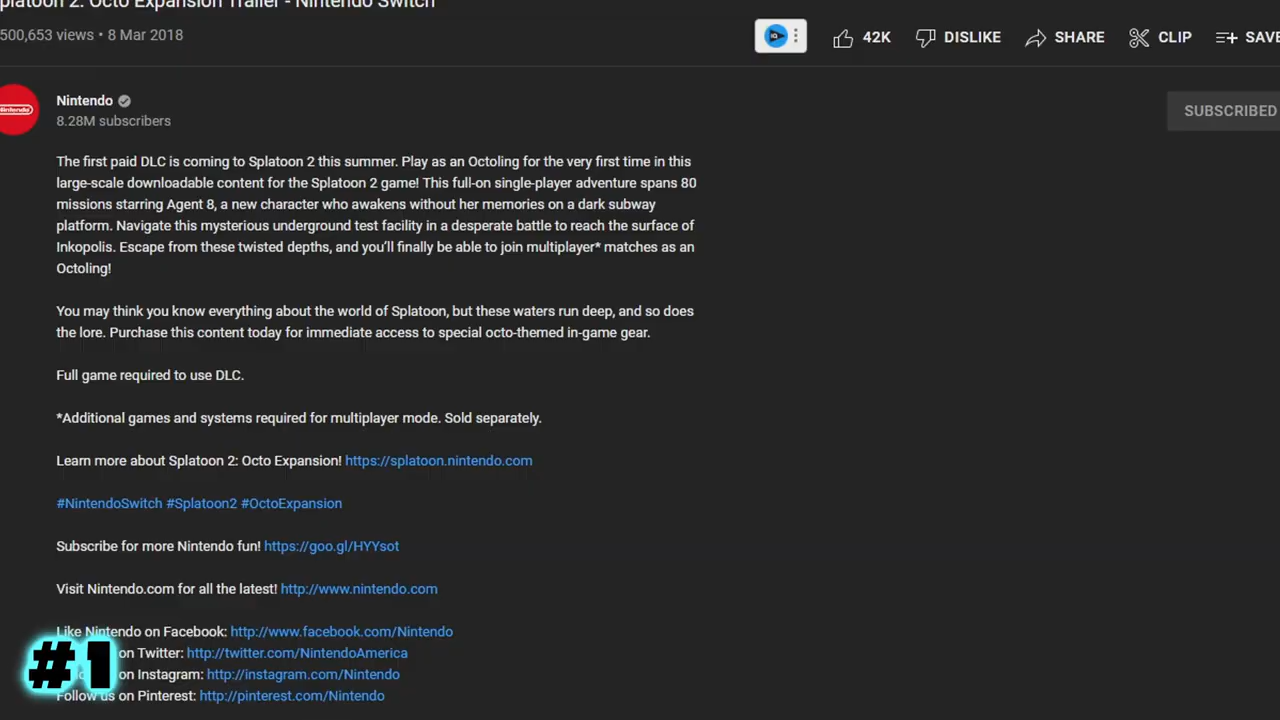 platoon 2: Octo Expansion Trailer - Nintendo Switch
500,653 views • 8 Mar 2018
42K
DISLIKE
SHARE
CLIP
SAVE
Nintendo
8.28M subscribers
SUBSCRIBED
The first paid DLC is coming to Splatoon 2 this summer. Play as an Octoling for the very first time in this
large-scale downloadable content for the Splatoon 2 game! This full-on single-player adventure spans 80
missions starring Agent 8, a new character who awakens without her memories on a dark subway
platform. Navigate this mysterious underground test facility in a desperate battle to reach the surface of
Inkopolis. Escape from these twisted depths, and you’ll finally be able to join multiplayer* matches as an
Octoling!
You may think you know everything about the world of Splatoon, but these waters run deep, and so does
the lore. Purchase this content today for immediate access to special octo-themed in-game gear.
Full game required to use DLC.
*Additional games and systems required for multiplayer mode. Sold separately.
Learn more about Splatoon 2: Octo Expansion! https://splatoon.nintendo.com
#NintendoSwitch #Splatoon2 #OctoExpansion
Subscribe for more Nintendo fun! https://goo.gl/HYYsot
Visit Nintendo.com for all the latest! http://www.nintendo.com
Like Nintendo on Facebook: http://www.facebook.com/Nintendo
on Twitter: http://twitter.com/NintendoAmerica
on Instagram: http://instagram.com/Nintendo
Follow us on Pinterest: http://pinterest.com/Nintendo
#1